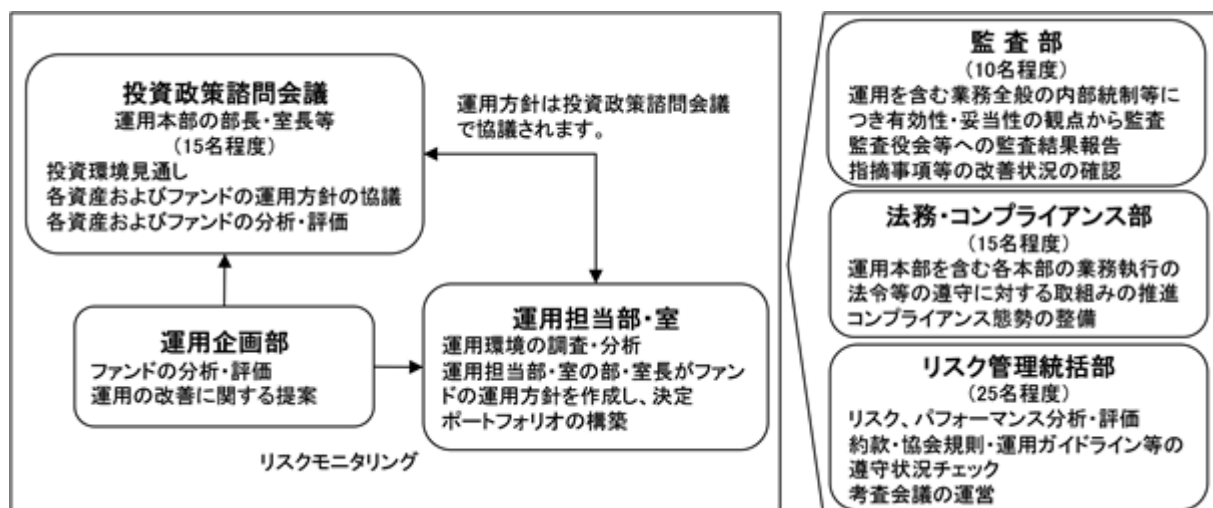 投資政策諮問会議
運用本部の部長・室長等
(15名程度)
投資環境見通し
各資産およびファンドの運用方針の協議
各資産およびファンドの分析・評価
運用方針は投資政策諮問会議
で協議されます。
運用企画部
ファンドの分析・評価
運用の改善に関する提案
運用担当部・室
運用環境の調査・分析
運用担当部・室の部・室長がファン
ドの運用方針を作成し、決定
ポートフォリオの構築
リスクモニタリング
監査部
(10名程度)
運用を含む業務全般の内部統制等に
つき有効性・妥当性の観点から監査
監査役会等への監査結果報告
指摘事項等の改善状況の確認
法務・コンプライアンス部
(15名程度)
運用本部を含む各本部の業務執行の
法令等の遵守に対する取組みの推進
コンプライアンス態勢の整備
リスク管理統括部
(25名程度)
リスク、パフォーマンス分析・評価
約款・協会規則・運用ガイドライン等の
遵守状況チェック
考査会議の運営